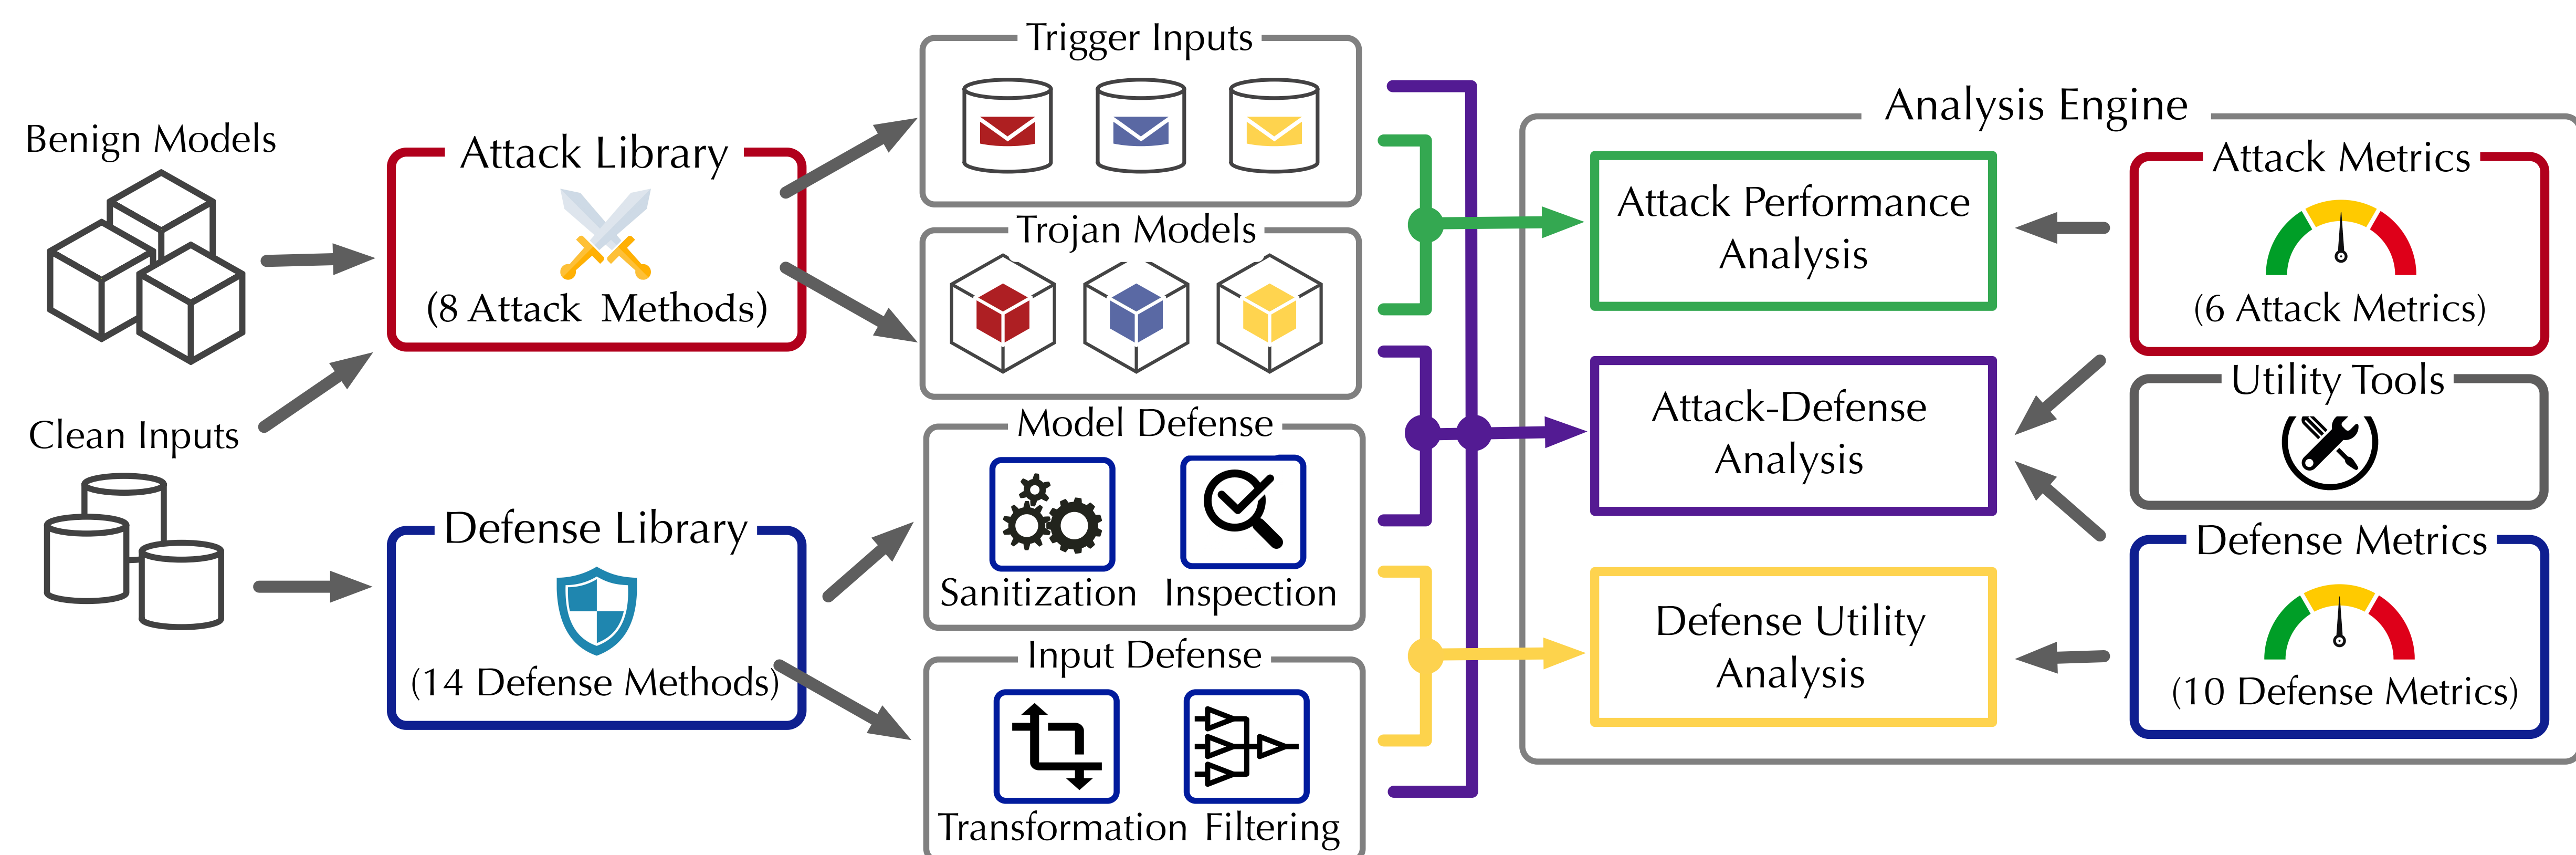 Benign Models
Clean Inputs
Attack Library
(8 Attack Methods)
Defense Library
(14 Defense Methods)
Trigger Inputs
Trojan Models
Model Defense
Sanitization Inspection
Input Defense
Transformation Filtering
Analysis Engine
Attack Performance
Analysis
Attack-Defense
Analysis
Defense Utility
Analysis
Attack Metrics
(6 Attack Metrics)
Utility Tools
Defense Metrics
(10 Defense Metrics)